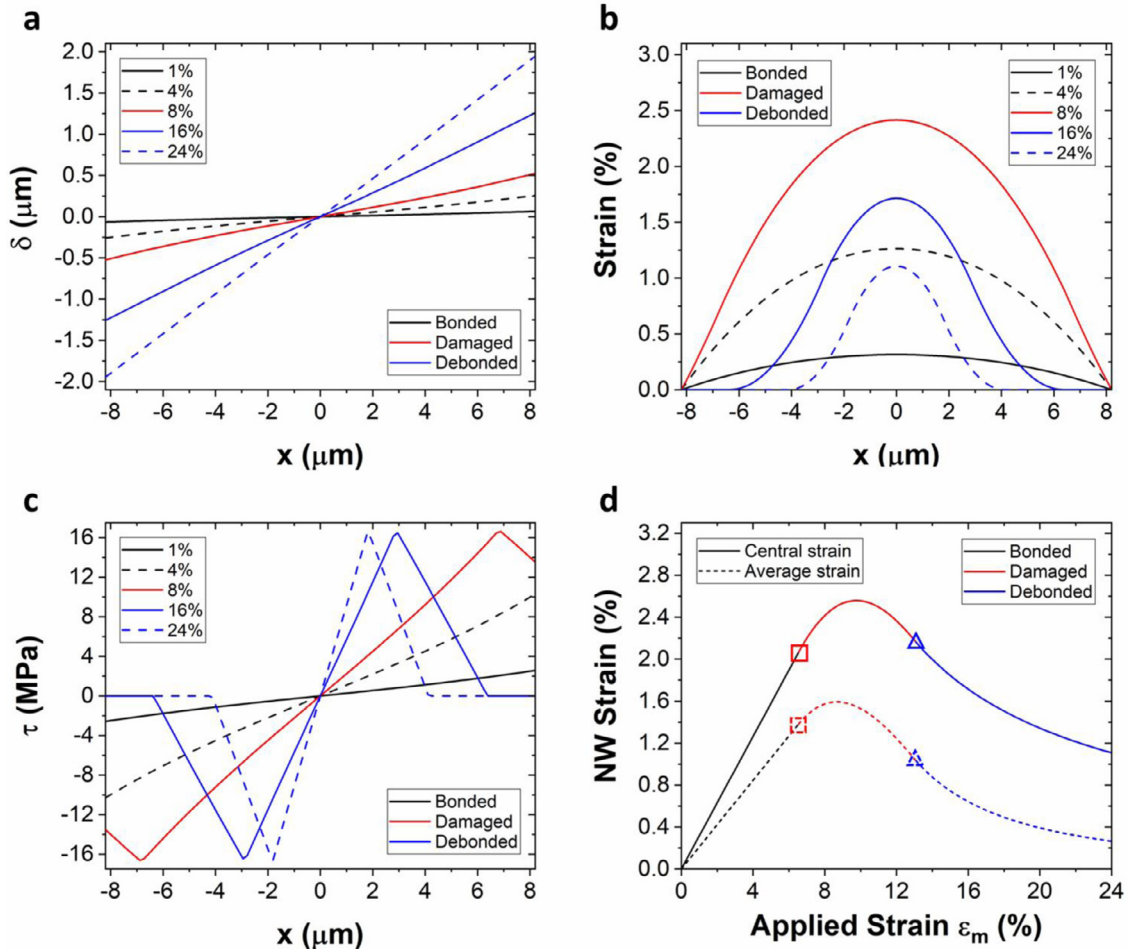 a
2.0
1.5
1.0
0.5
0.0
-0.5
-1.0
-1.5
-2.0
δ (μm)
1%
4%
8%
16%
24%
Bonded
Damaged
Debonded
-8 -6 -4 -2 0 2 4 6 8
x (μm)
b
3.0
2.5
2.0
1.5
1.0
0.5
0.0
Strain (%)
Bonded
Damaged
Debonded
1%
4%
8%
16%
24%
-8 -6 -4 -2 0 2 4 6 8
x (μm)
c
16
12
8
4
0
-4
-8
-12
-16
τ (MPa)
1%
4%
8%
16%
24%
Bonded
Damaged
Debonded
-8 -6 -4 -2 0 2 4 6 8
x (μm)
d
3.2
2.8
2.4
2.0
1.6
1.2
0.8
0.4
0.0
NW Strain (%)
Central strain
Average strain
Bonded
Damaged
Debonded
0 4 8 12 16 20 24
Applied Strain εm (%)